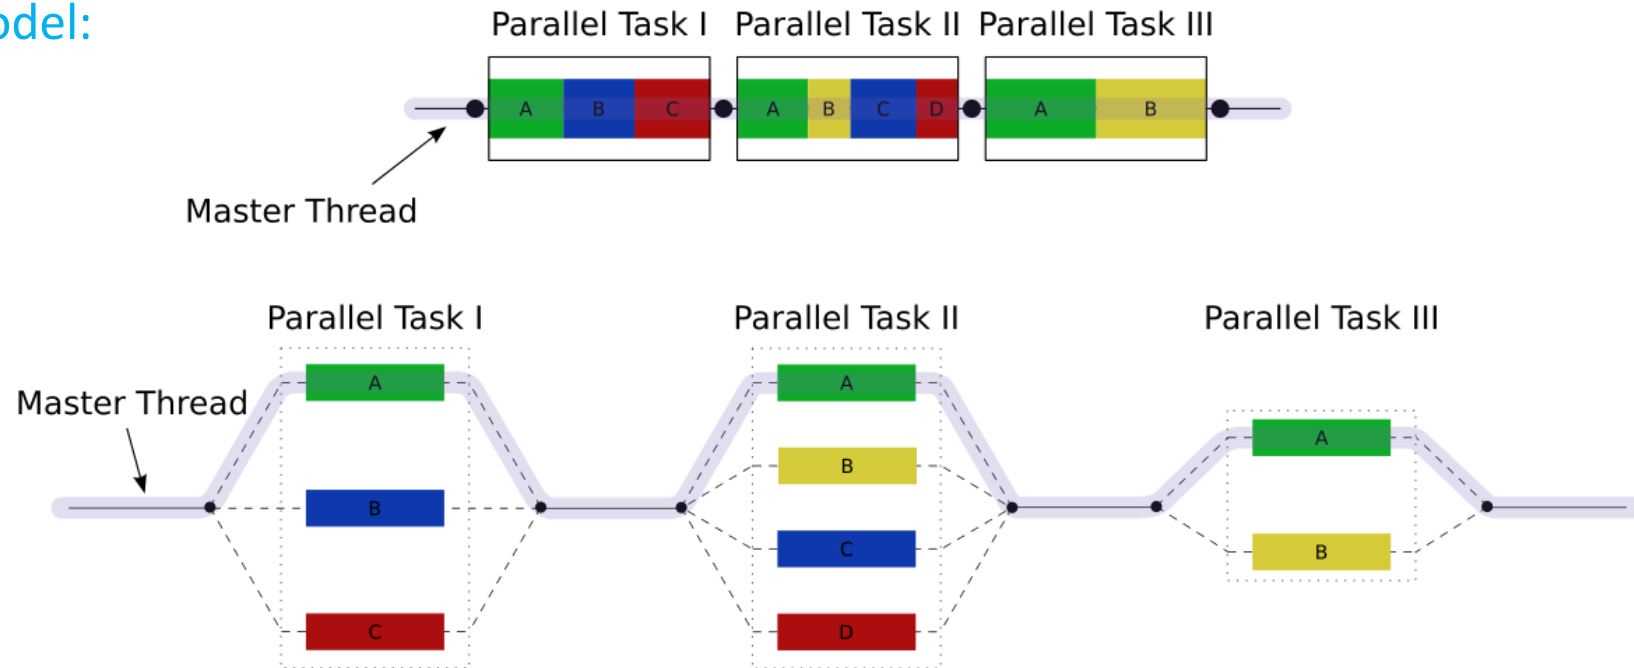 odel:
Parallel Task I Parallel Task II Parallel Task III
A B C A B C D A B
Master Thread
Parallel Task I Parallel Task II Parallel Task III
A A
Master Thread
A
B
B
C
B
C D